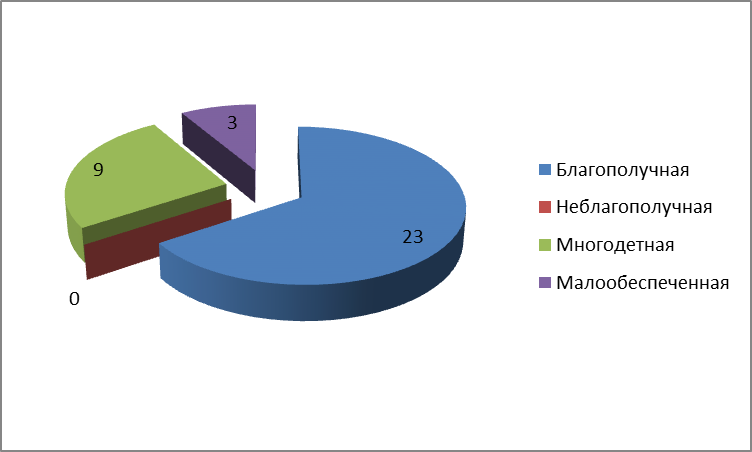 3
9
23
0
Благополучная
Неблагополучная
Многодетная
Малообеспеченная